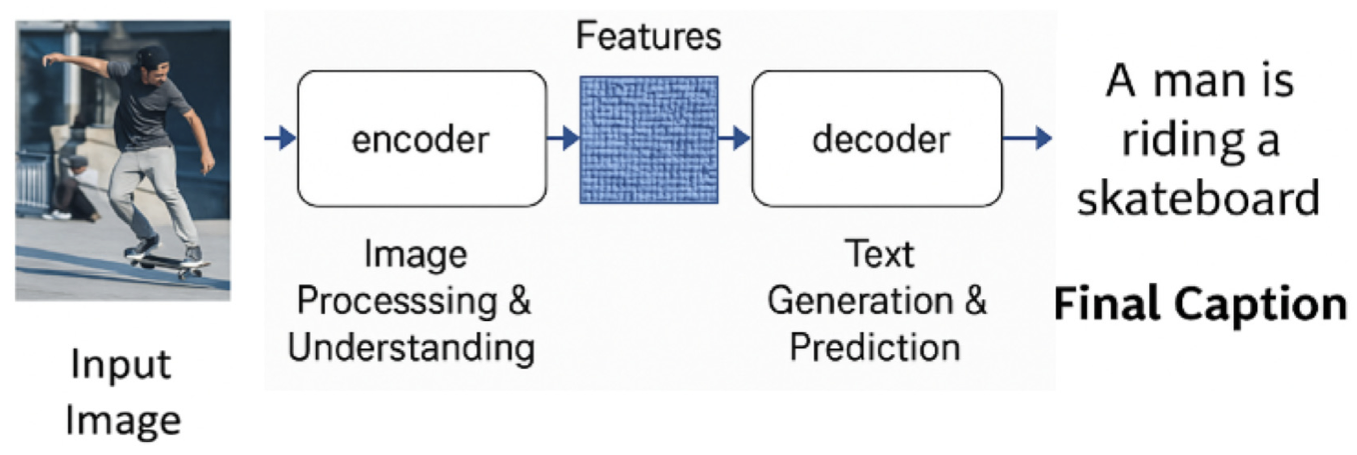 Input
Image
encoder
Image
Processsing &
Understanding
Features
decoder
Text
Generation &
Prediction
A man is
riding a
skateboard
Final Caption